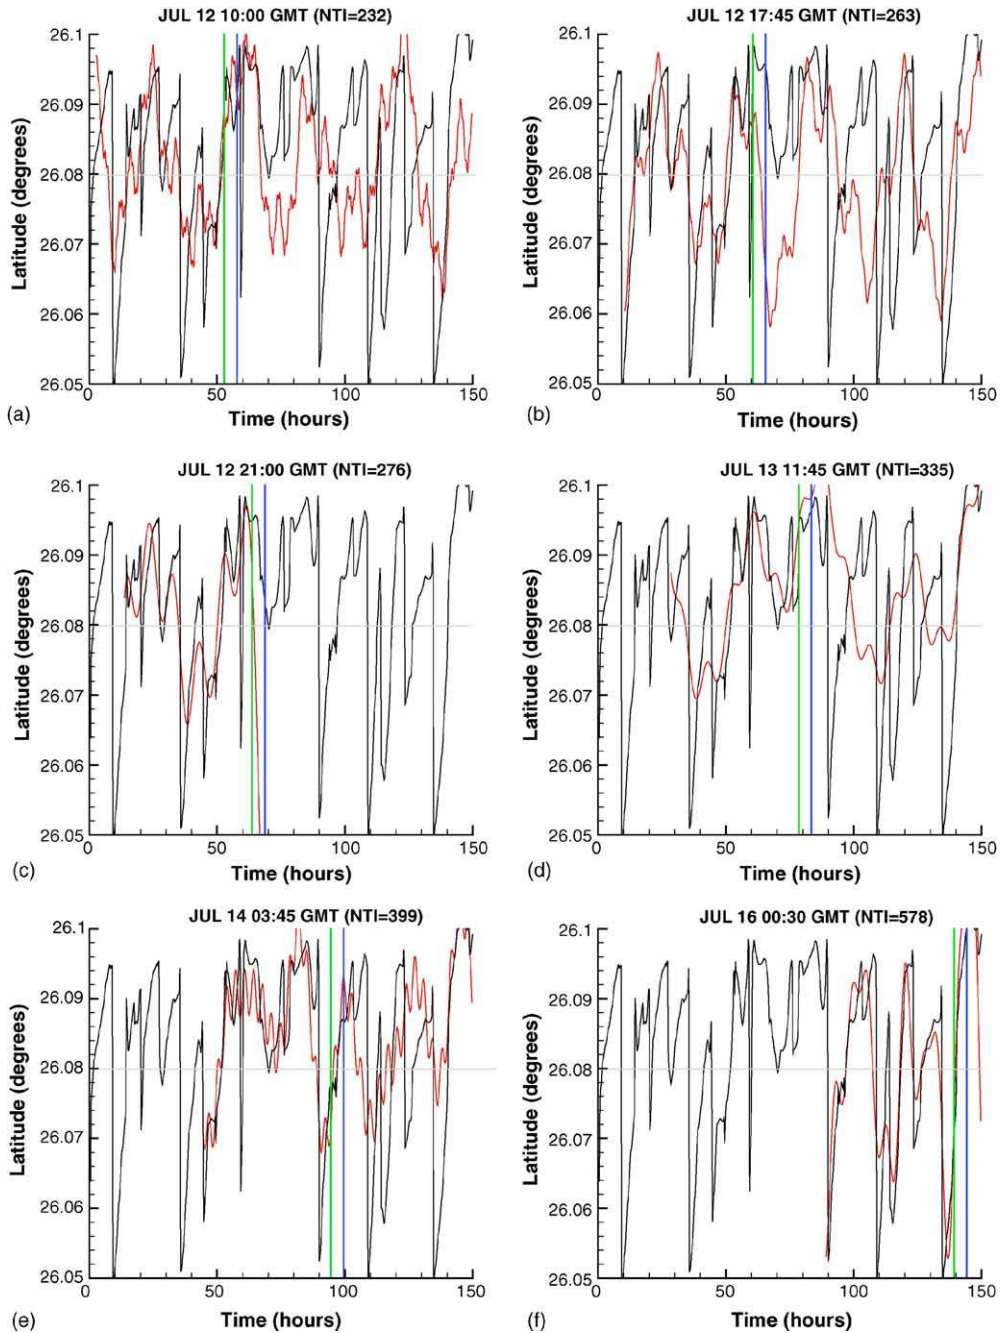 JUL 12 10:00 GMT (NTI=232)
26.1
26.09
26.08
26.07
26.06
26.05
Latitude (degrees)
0 50 100 150
Time (hours)
(a)
JUL 12 17:45 GMT (NTI=263)
26.1
26.09
26.08
26.07
26.06
26.05
Latitude (degrees)
0 50 100 150
Time (hours)
(b)
JUL 12 21:00 GMT (NTI=276)
26.1
26.09
26.08
26.07
26.06
26.05
Latitude (degrees)
0 50 100 150
Time (hours)
(c)
JUL 13 11:45 GMT (NTI=335)
26.1
26.09
26.08
26.07
26.06
26.05
Latitude (degrees)
0 50 100 150
Time (hours)
(d)
JUL 14 03:45 GMT (NTI=399)
26.1
26.09
26.08
26.07
26.06
26.05
Latitude (degrees)
0 50 100 150
Time (hours)
(e)
JUL 16 00:30 GMT (NTI=578)
26.1
26.09
26.08
26.07
26.06
26.05
Latitude (degrees)
0 50 100 150
Time (hours)
(f)